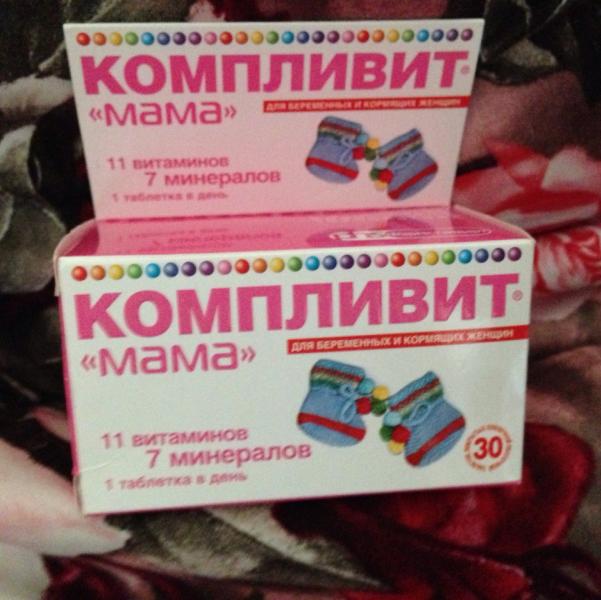 КОМПЛИВИТ®
«мама»
ДЛЯ БЕРЕМЕННЫХ И КОРМЯЩИХ ЖЕНЩИН
11 витаминов
7 минералов
1 таблетка в день
КОМПЛИВИТ®
«мама»
ДЛЯ БЕРЕМЕННЫХ И КОРМЯЩИХ ЖЕНЩИН
11 витаминов
7 минералов
1 таблетка в день
30